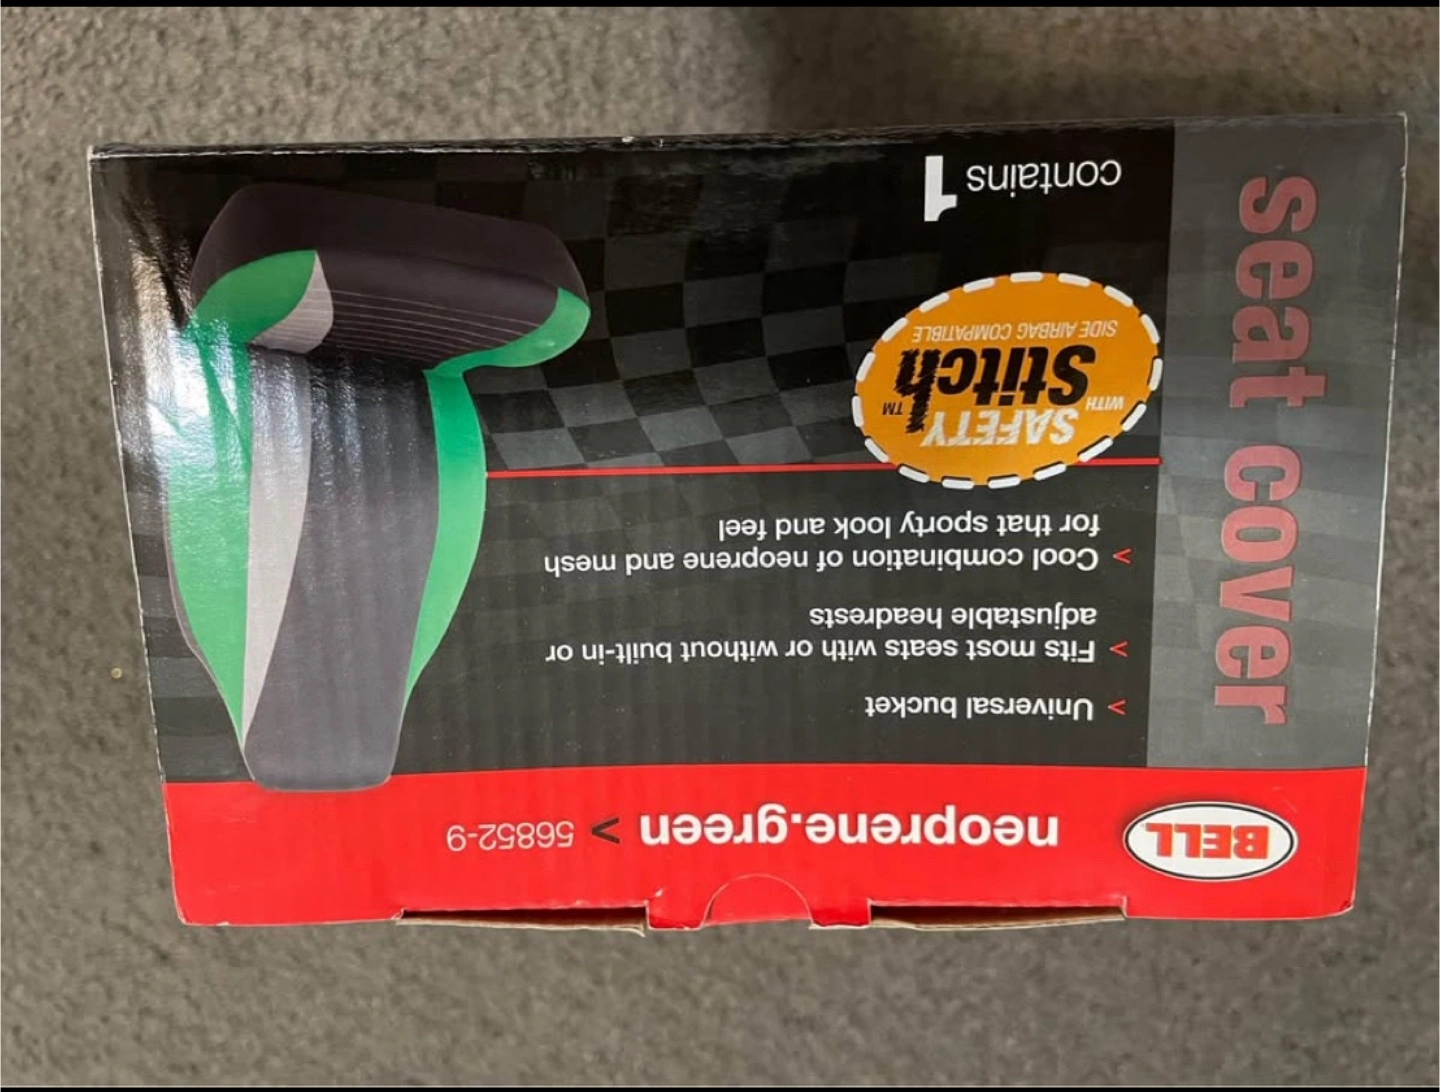 BELL
neoprene.green > 56852-9
> Universal bucket
> Fits most seats with or without built-in or
adjustable headrests
> Cool combination of neoprene and mesh
for that sporty look and feel
WITH
SAFETY
Stitch™
SIDE AIRBAG COMPATIBLE
contains 1
seat cover